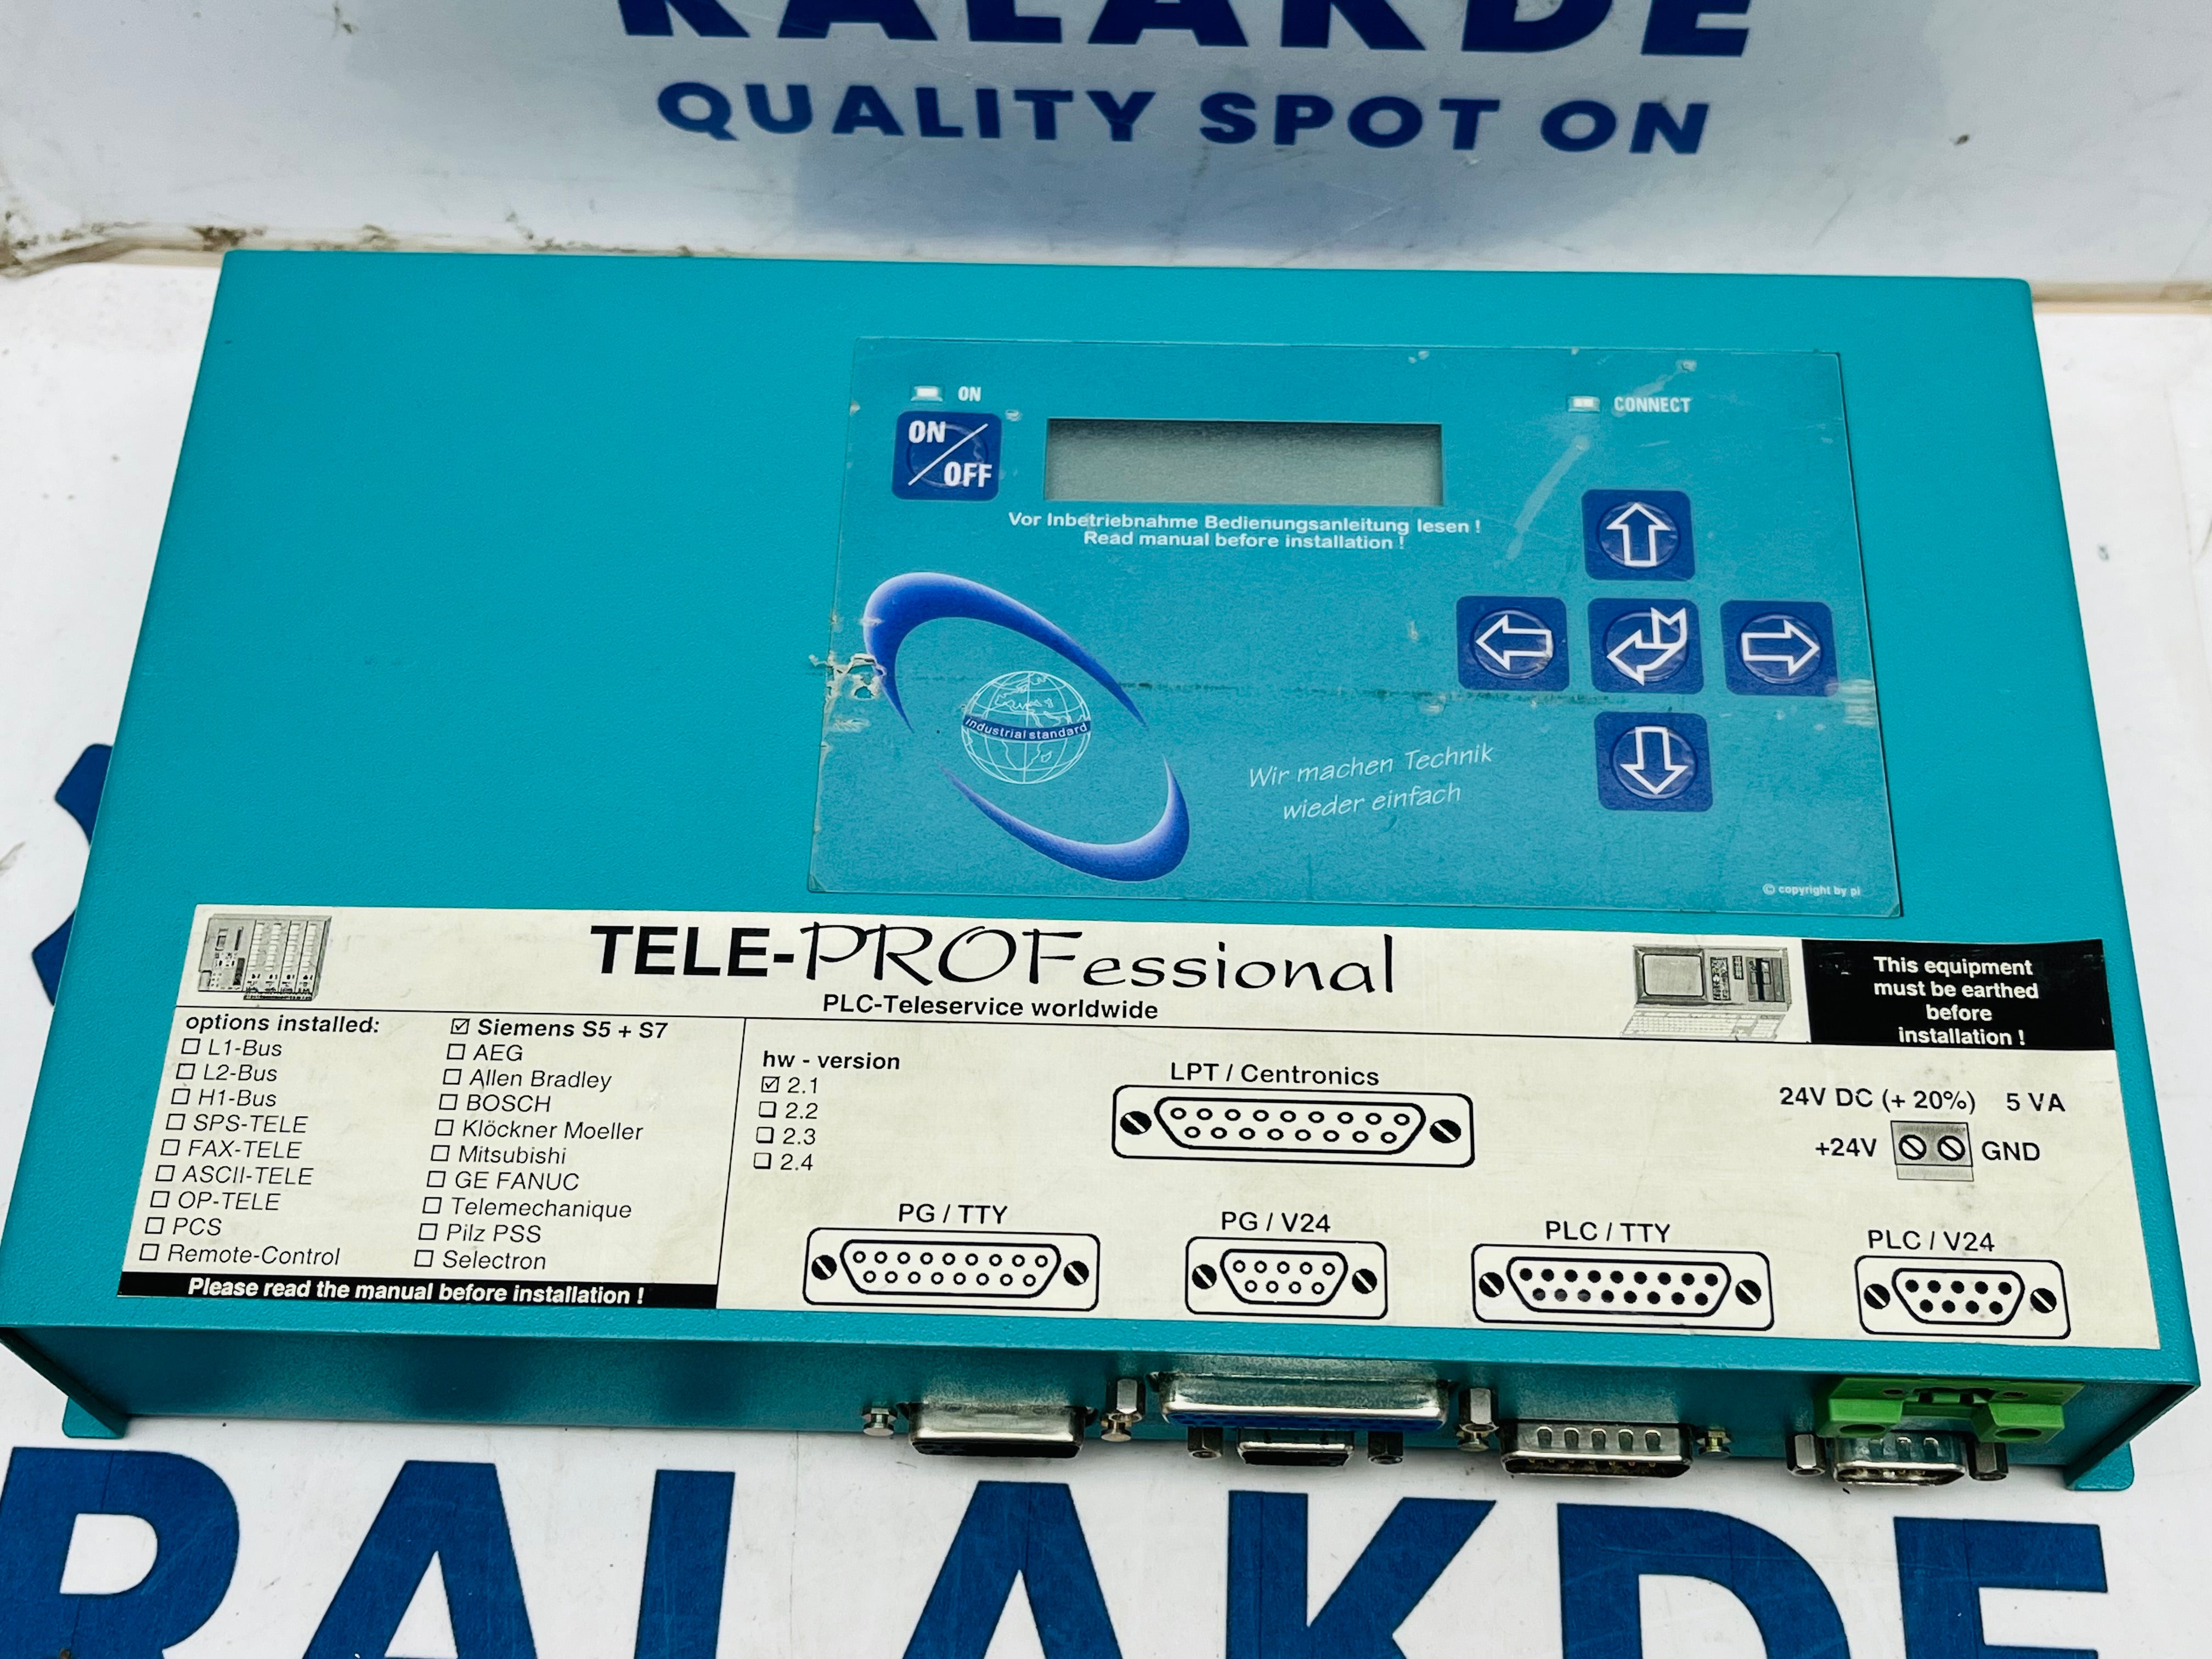 RALAKDE
QUALITY SPOT ON
ON
CONNECT
ON
OFF
Vor Inbetriebnahme Bedienungsanleitung lesen !
Read manual before installation !
industrial standard
Wir machen Technik
wieder einfach
© copyright by pi
TELE-PROFessional
PLC-Teleservice worldwide
This equipment
must be earthed
before
installation !
options installed:
☐ L1-Bus
☐ L2-Bus
☐ H1-Bus
☐ SPS-TELE
☐ FAX-TELE
☐ ASCII-TELE
☐ OP-TELE
☐ PCS
☐ Remote-Control
☑ Siemens S5 + S7
☐ AEG
☐ Allen Bradley
☐ BOSCH
☐ Klöckner Moeller
☐ Mitsubishi
☐ GE FANUC
☐ Telemechanique
☐ Pilz PSS
☐ Selectron
Please read the manual before installation !
hw - version
☑ 2.1
☐ 2.2
☐ 2.3
☐ 2.4
LPT / Centronics
24V DC (+ 20%) 5 VA
+24V GND
PG / TTY
PG / V24
PLC / TTY
PLC / V24
RALAKDE